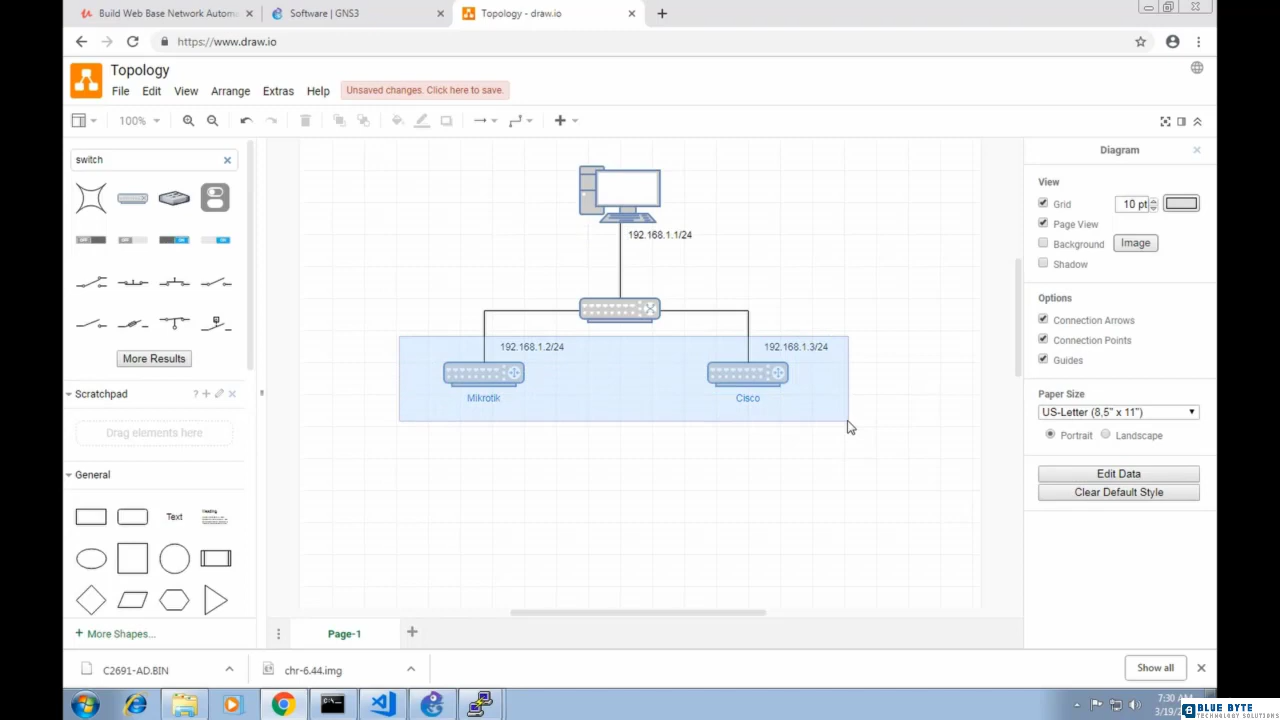 Build Web Base Network Autom
Software | GNS3
Topology - draw.io
https://www.draw.io
Topology
File Edit View Arrange Extras Help
Unsaved changes. Click here to save.
100%
switch
More Results
Scratchpad
Drag elements here
General
Text
Heading
More Shapes...
192.168.1.1/24
192.168.1.2/24
192.168.1.3/24
Mikrotik
Cisco
Page-1
Diagram
View
Grid
10 pt
Page View
Background
Image
Shadow
Options
Connection Arrows
Connection Points
Guides
Paper Size
US-Letter (8,5" x 11")
Portrait
Landscape
Edit Data
Clear Default Style
C2691-AD.BIN
chr-6.44.img
Show all
7:30 AM
BLUE BYTE
TECHNOLOGY SOLUTIONS